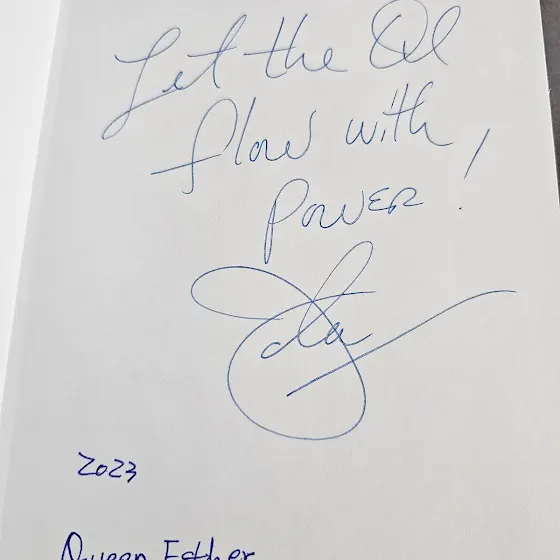 Let the Oil
flow with
POWER!
2023
Queen Esther